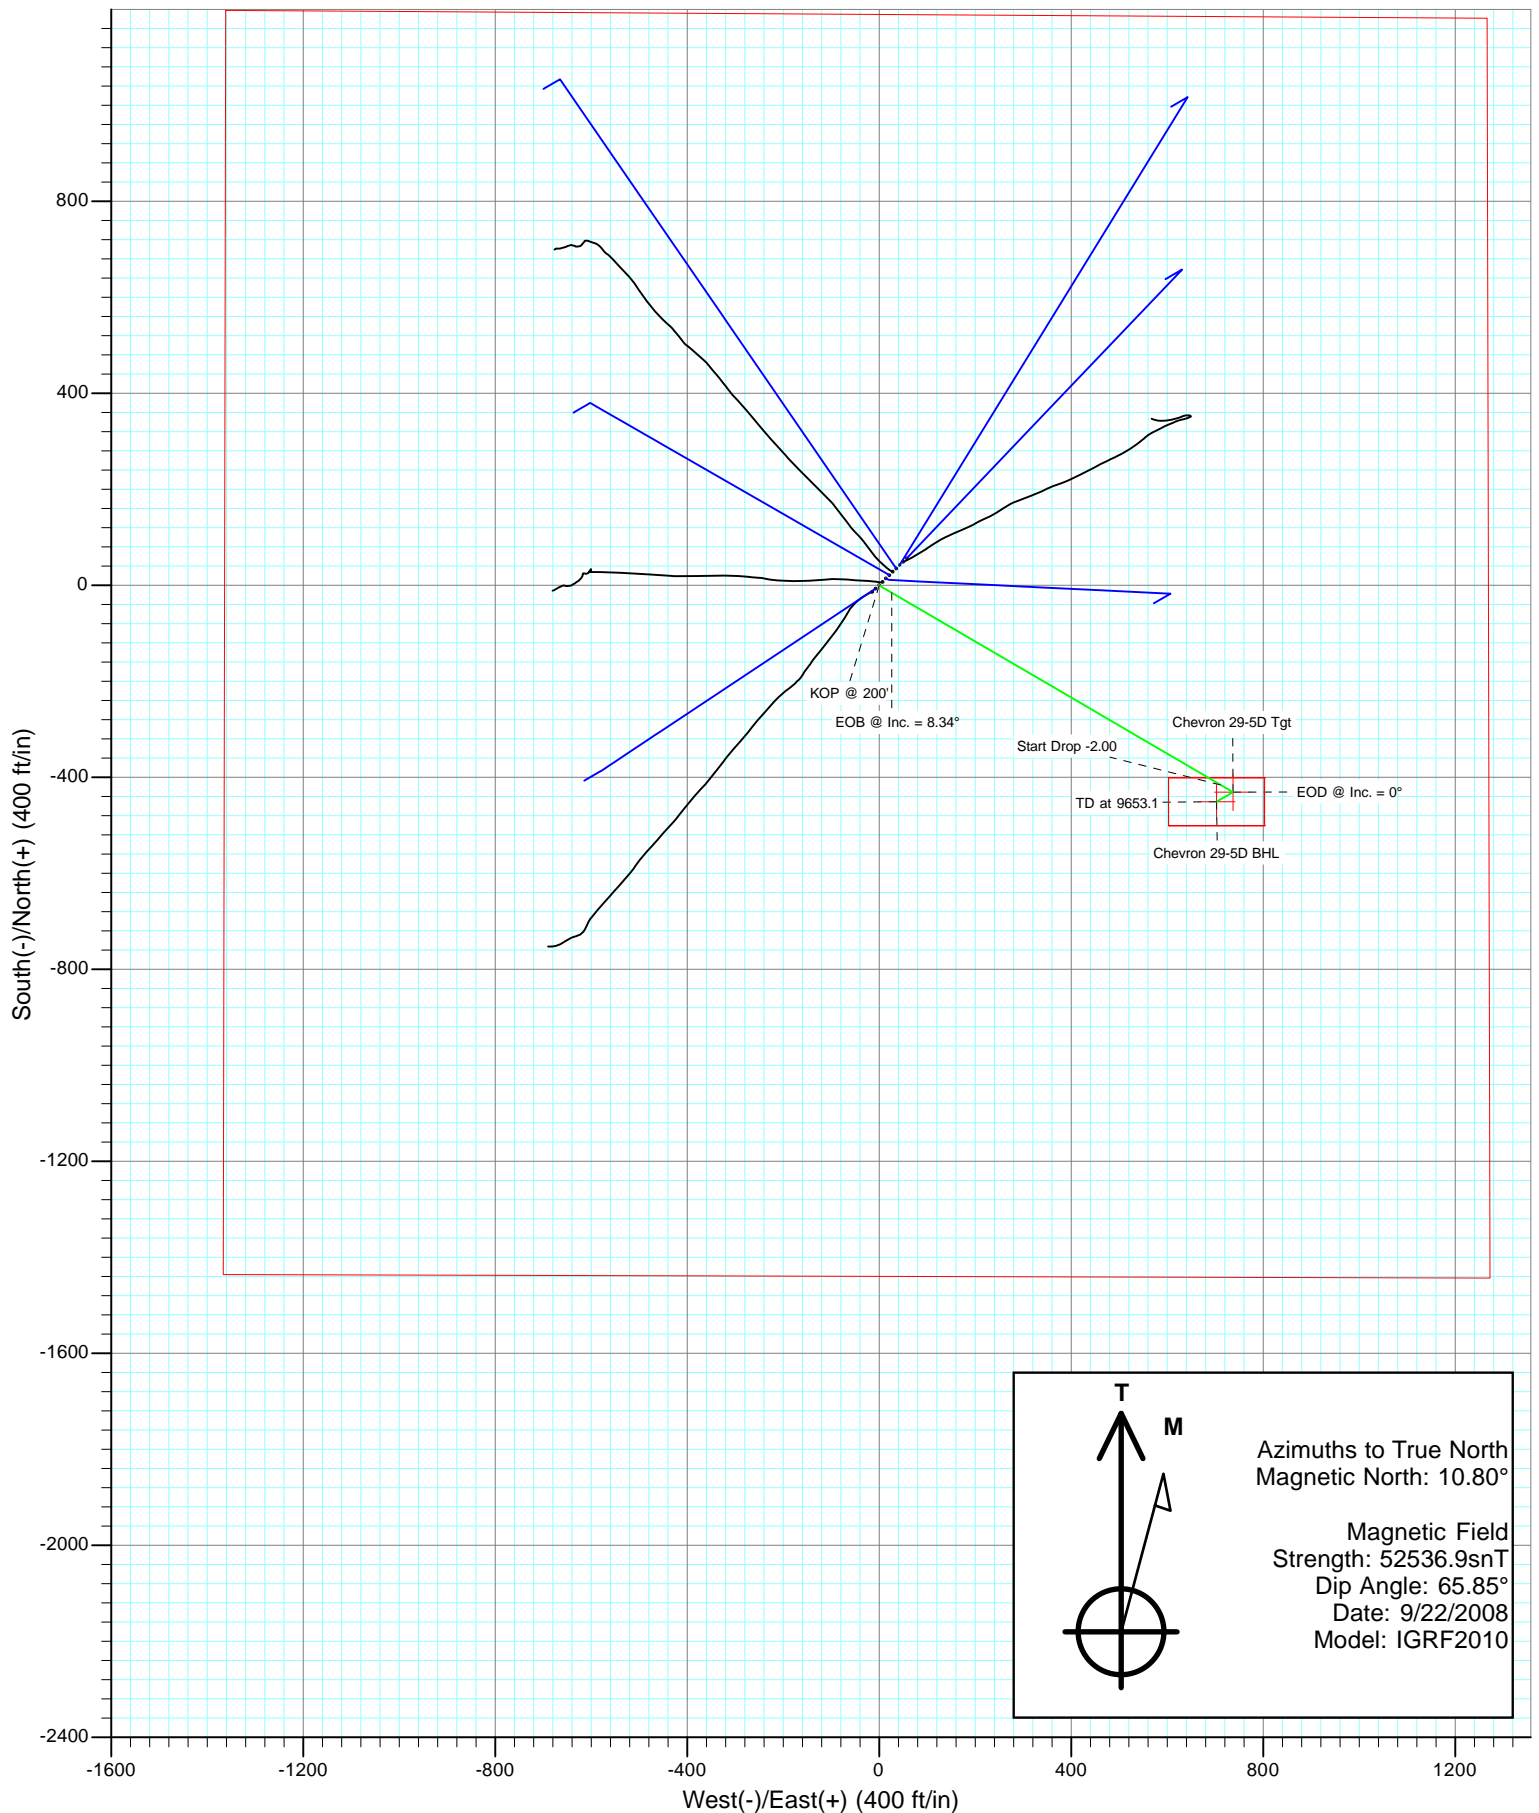 800
400
0
-400
-800
-1200
-1600
-2000
-2400
South(-)/North(+) (400 ft/in)
KOP @ 200'
EOB @ Inc. = 8.34°
Chevron 29-5D Tgt
Start Drop -2.00
EOD @ Inc. = 0°
TD at 9653.1
Chevron 29-5D BHL
T
M
Azimuths to True North
Magnetic North: 10.80°
Magnetic Field
Strength: 52536.9snT
Dip Angle: 65.85°
Date: 9/22/2008
Model: IGRF2010
-1600 -1200 -800 -400 0 400 800 1200
West(-)/East(+) (400 ft/in)